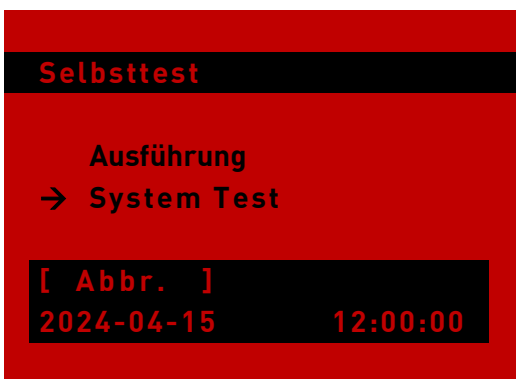 Selbsttest
Ausführung
→ System Test
[ Abbr. ]
2024-04-15 12:00:00